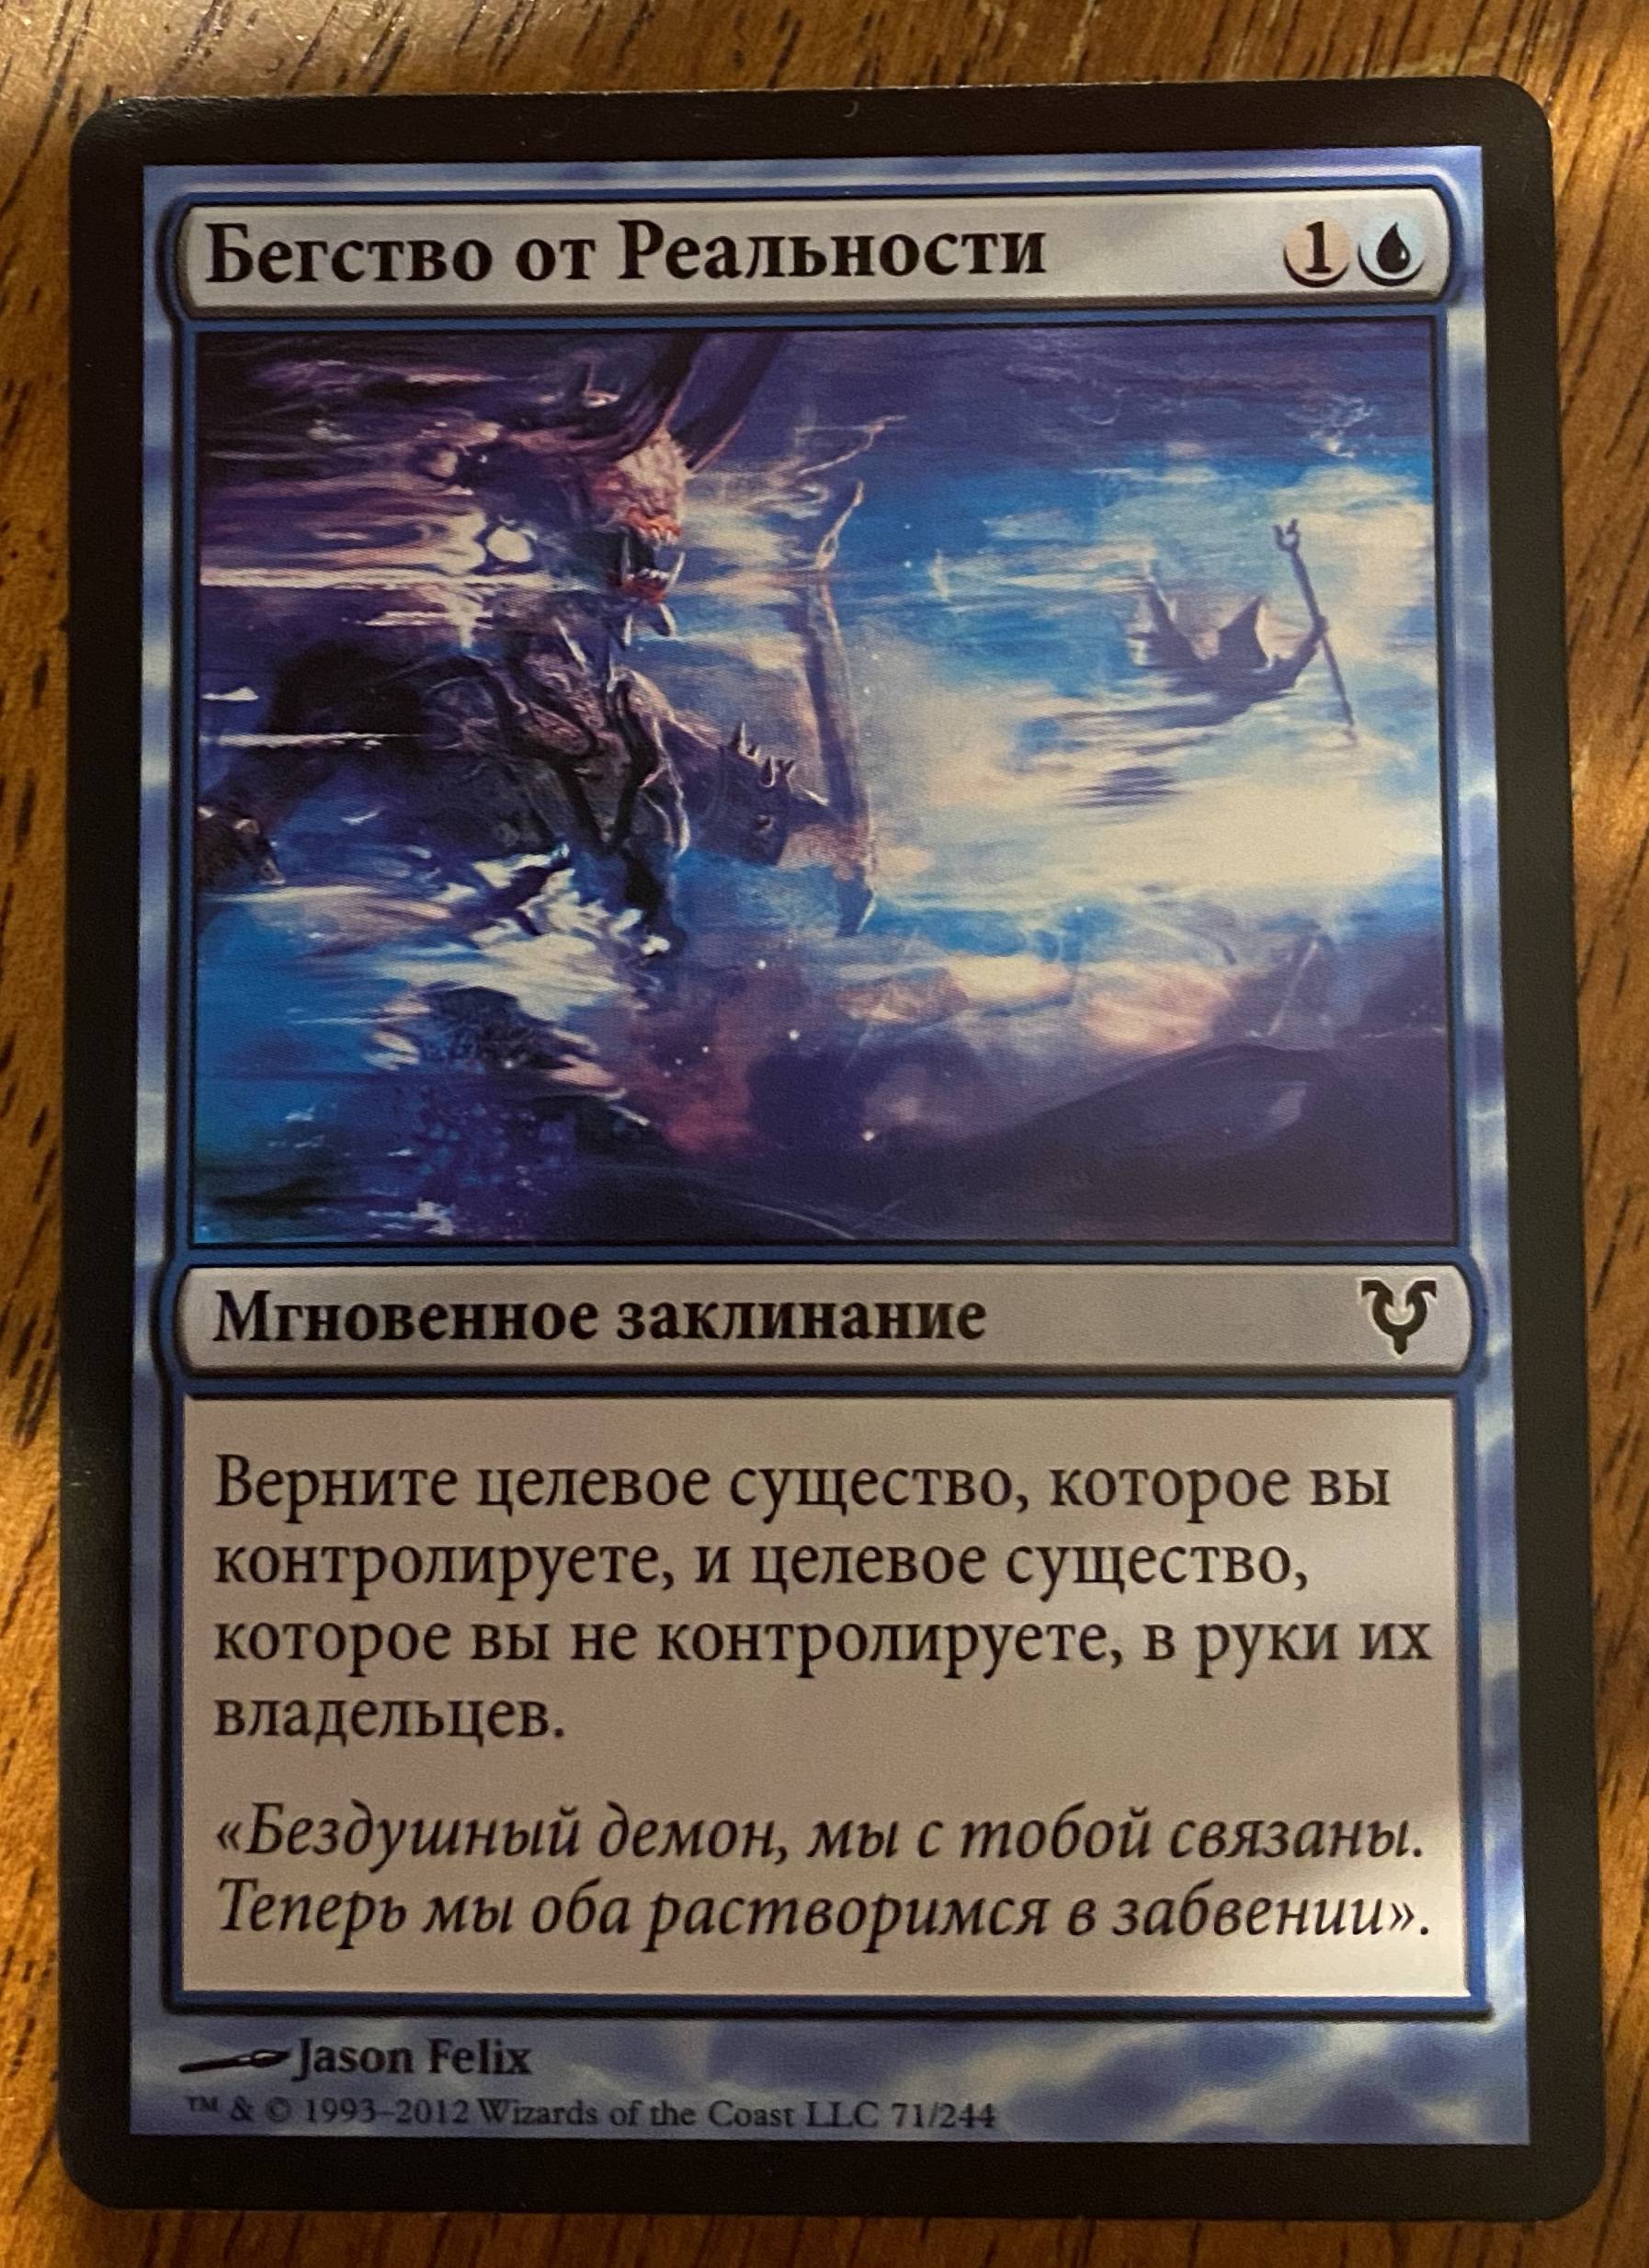 Бегство от Реальности 1
Мгновенное заклинание
Верните целевое существо, которое вы
контролируете, и целевое существо,
которое вы не контролируете, в руки их
владельцев.
«Бездушный демон, мы с тобой связаны.
Теперь мы оба растворимся в забвении».
Jason Felix
™ & © 1993–2012 Wizards of the Coast LLC 71/244